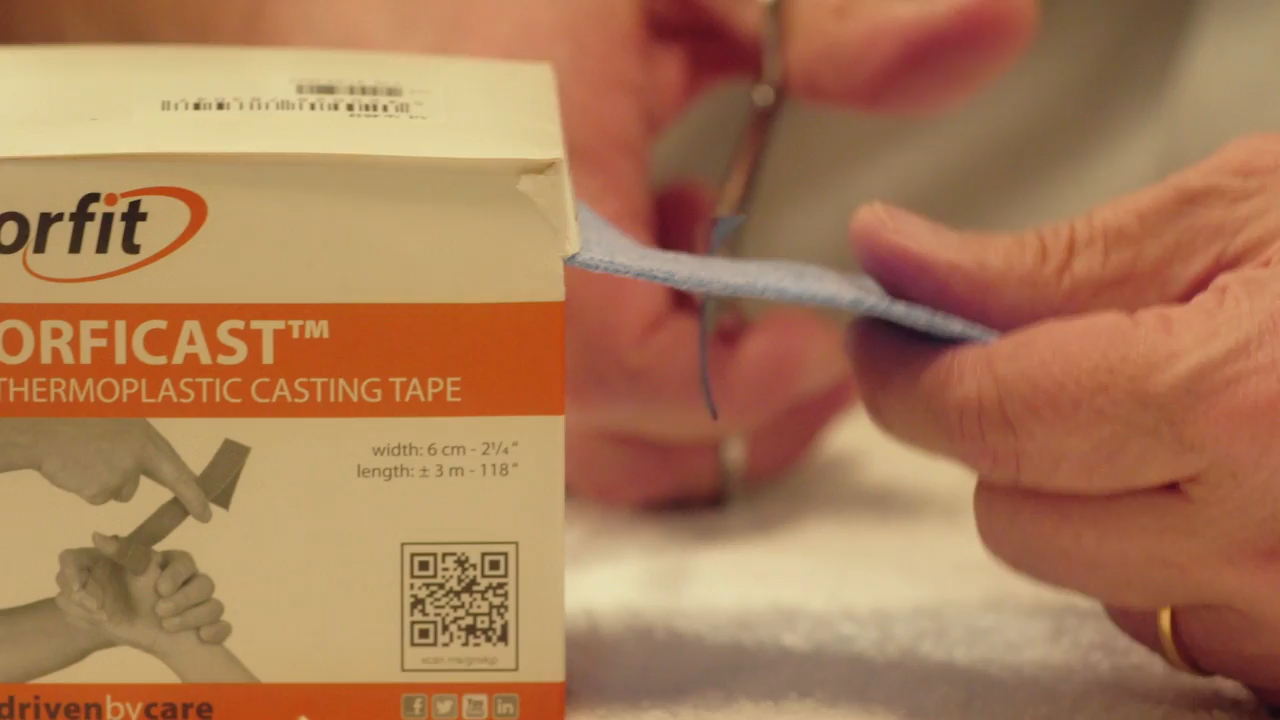 orfit
ORFICAST™
THERMOPLASTIC CASTING TAPE
width: 6 cm - 2¼"
length: ± 3 m - 118"
drivenbycare